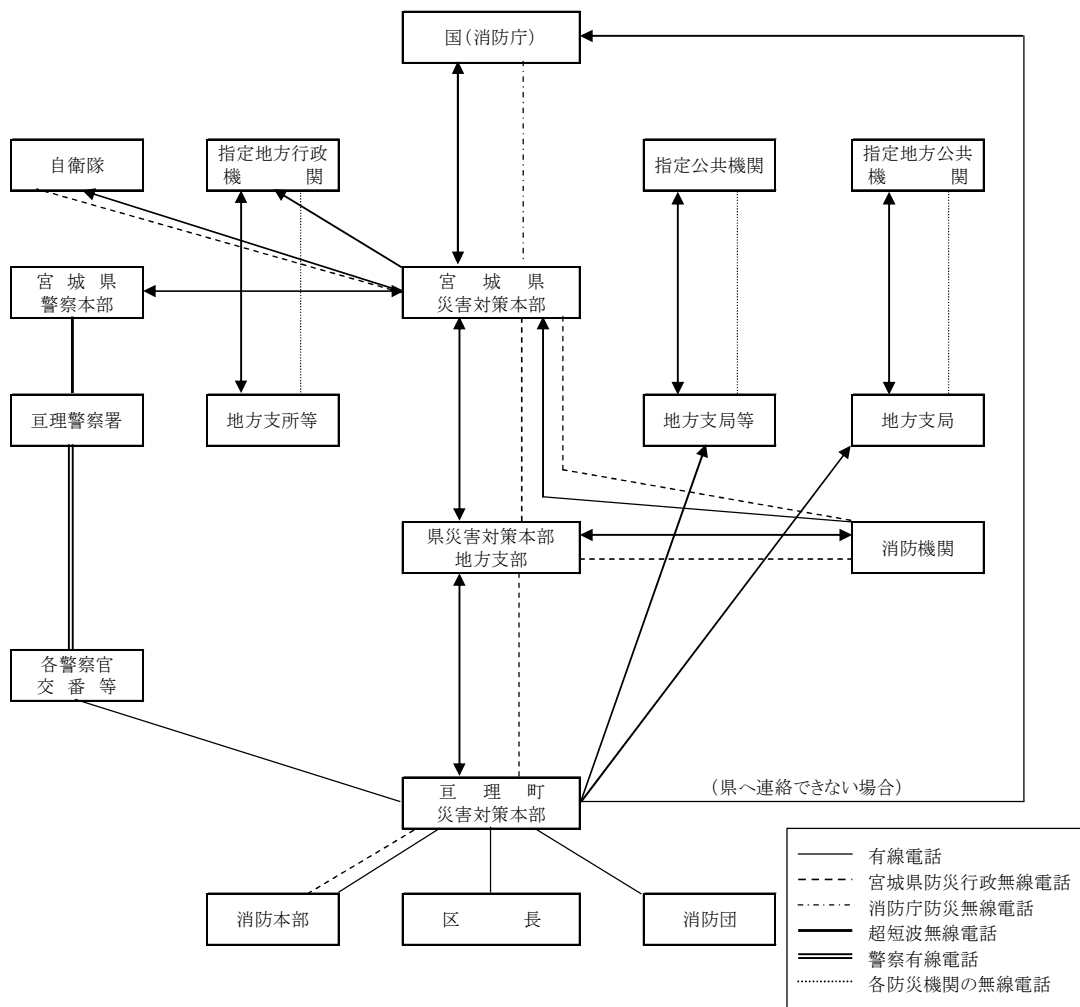 国（消防庁）
自衛隊
指定地方行政
機 関
指定公共機関
指定地方公共
機 関
宮 城 県
警察本部
宮 城 県
災害対策本部
亘理警察署
地方支所等
地方支局等
地方支局
県災害対策本部
地方支部
消防機関
各警察官
交 番 等
亘 理 町
災害対策本部
（県へ連絡できない場合）
消防本部
区 長
消防団
有線電話
宮城県防災行政無線電話
消防庁防災無線電話
超短波無線電話
警察有線電話
各防災機関の無線電話